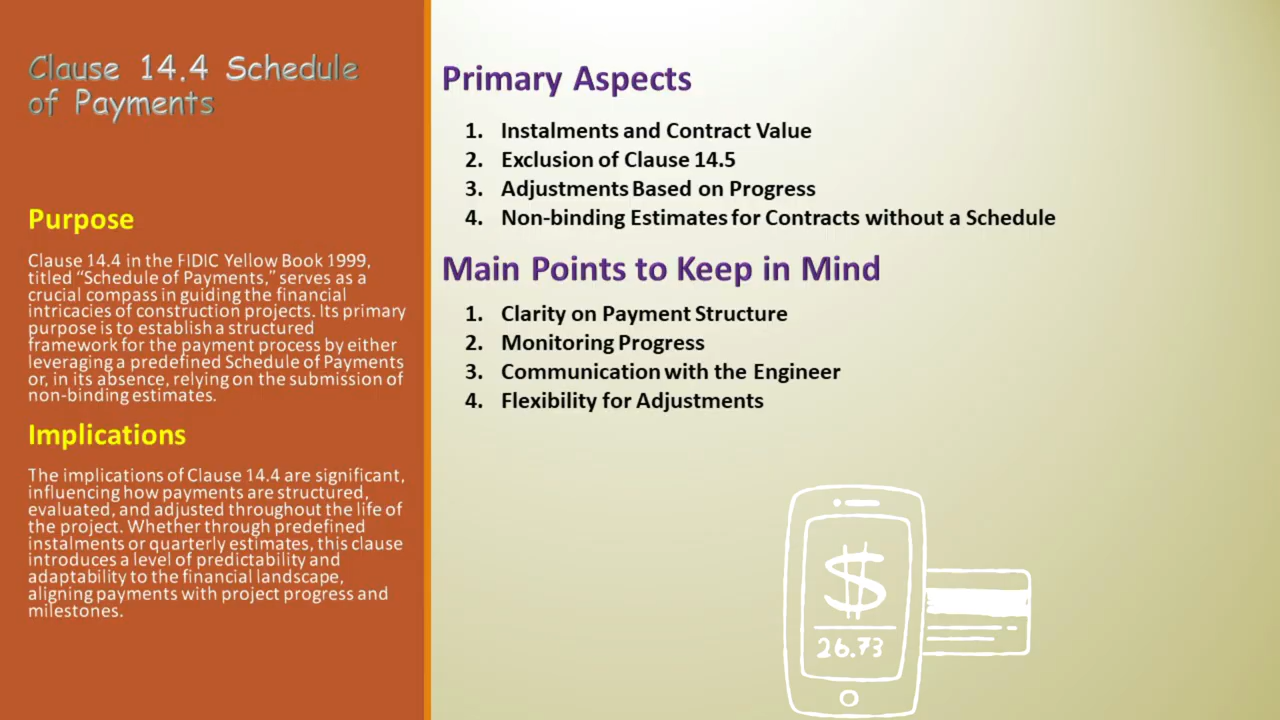 Clause 14.4 Schedule
of Payments
Purpose
Clause 14.4 in the FIDIC Yellow Book 1999,
titled “Schedule of Payments,” serves as a
crucial compass in guiding the financial
intricacies of construction projects. Its primary
purpose is to establish a structured
framework for the payment process by either
leveraging a predefined Schedule of Payments
or, in its absence, relying on the submission of
non-binding estimates.
Implications
The implications of Clause 14.4 are significant,
influencing how payments are structured,
evaluated, and adjusted throughout the life of
the project. Whether through predefined
instalments or quarterly estimates, this clause
introduces a level of predictability and
adaptability to the financial landscape,
aligning payments with project progress and
milestones.
Primary Aspects
1. Instalments and Contract Value
2. Exclusion of Clause 14.5
3. Adjustments Based on Progress
4. Non-binding Estimates for Contracts without a Schedule
Main Points to Keep in Mind
1. Clarity on Payment Structure
2. Monitoring Progress
3. Communication with the Engineer
4. Flexibility for Adjustments
$
26.73